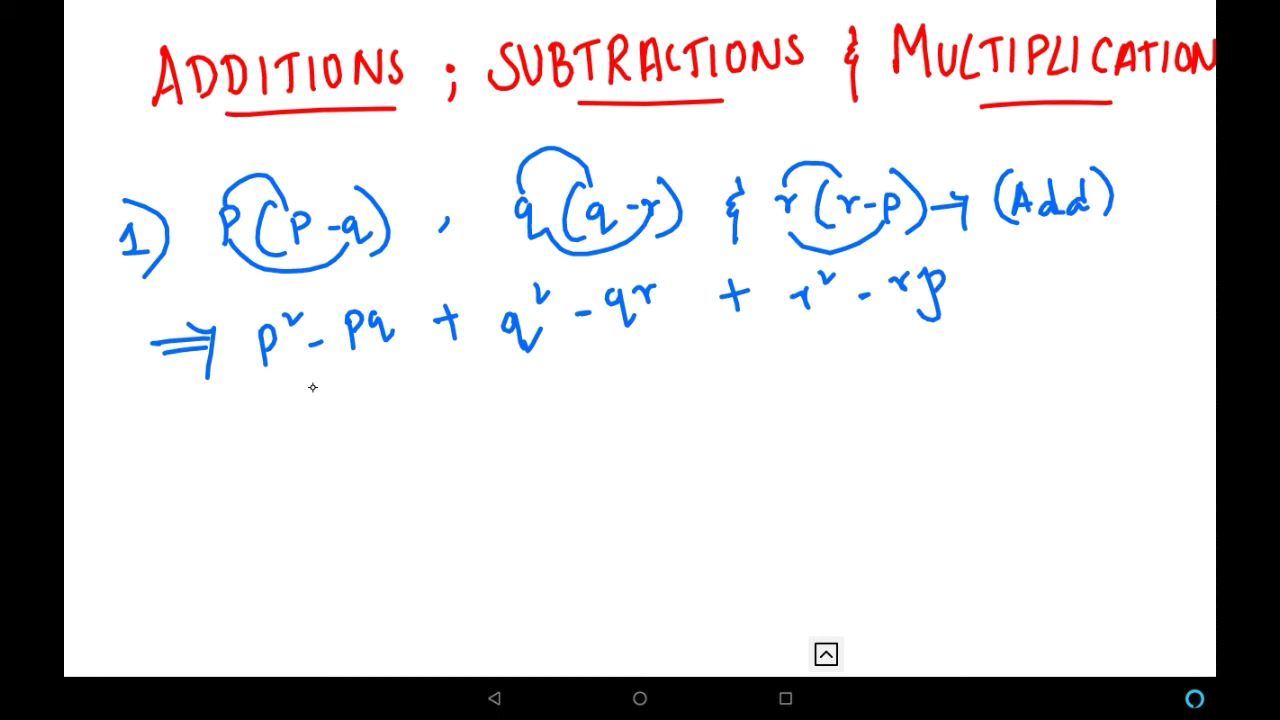 ADDITIONS ; SUBTRACTIONS & MULTIPLICATION
1) p(p-q) , q(q-r) & r(r-p) → (Add)
⇒ p² - pq + q² - qr + r² - rp